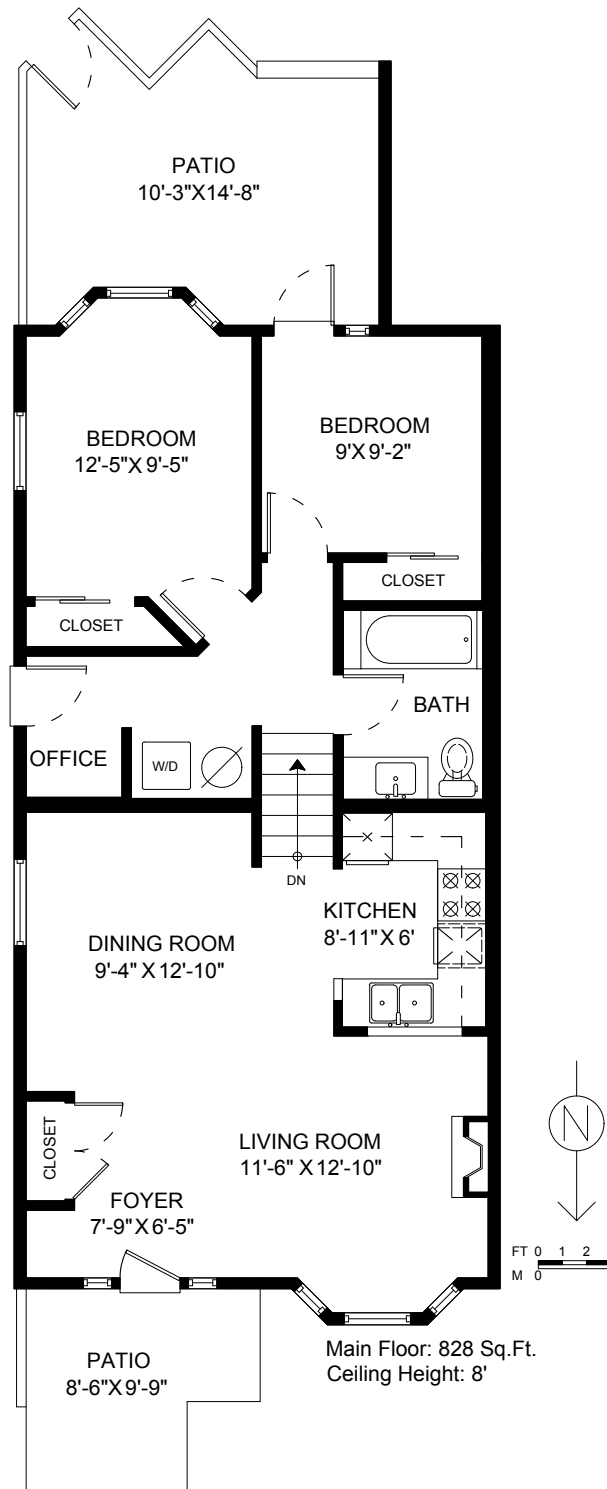 PATIO
10'-3"X14'-8"
BEDROOM
12'-5"X 9'-5"
BEDROOM
9'X 9'-2"
CLOSET
CLOSET
BATH
OFFICE
W/D
DN
KITCHEN
8'-11"X 6'
DINING ROOM
9'-4" X 12'-10"
CLOSET
LIVING ROOM
11'-6" X 12'-10"
FOYER
7'-9"X 6'-5"
N
FT 0 1 2
M 0
Main Floor: 828 Sq.Ft.
Ceiling Height: 8'
PATIO
8'-6"X 9'-9"